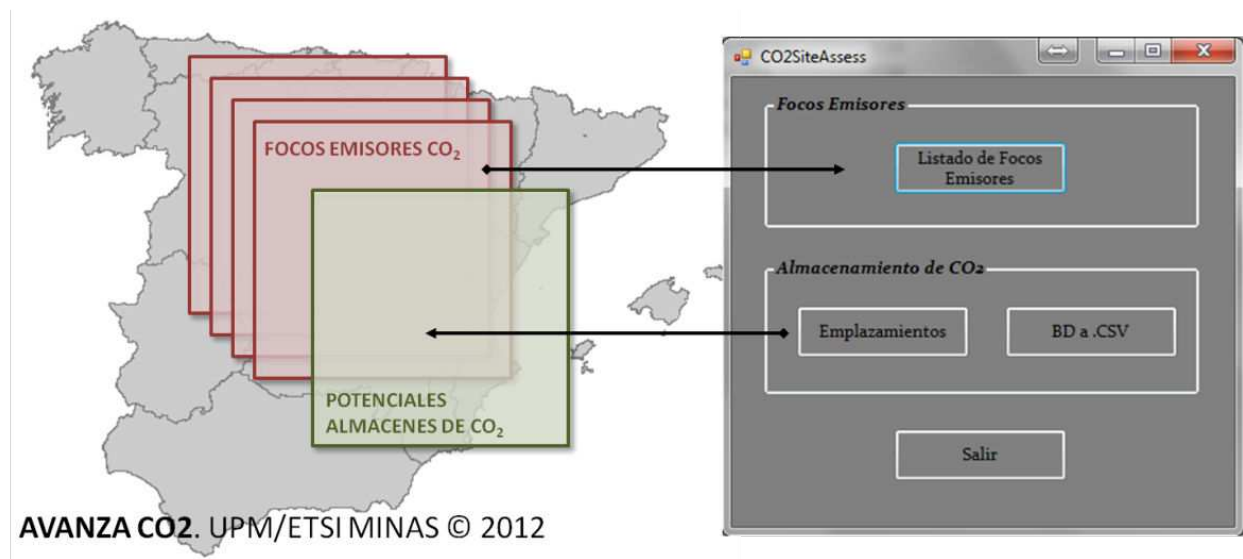 FOCOS EMISORES CO₂
POTENCIALES
ALMACENES DE CO₂
AVANZA CO2. UPM/ETSI MINAS © 2012
CO2SiteAssess
Focos Emisores
Listado de Focos
Emisores
Almacenamiento de CO2
Emplazamientos
BD a .CSV
Salir